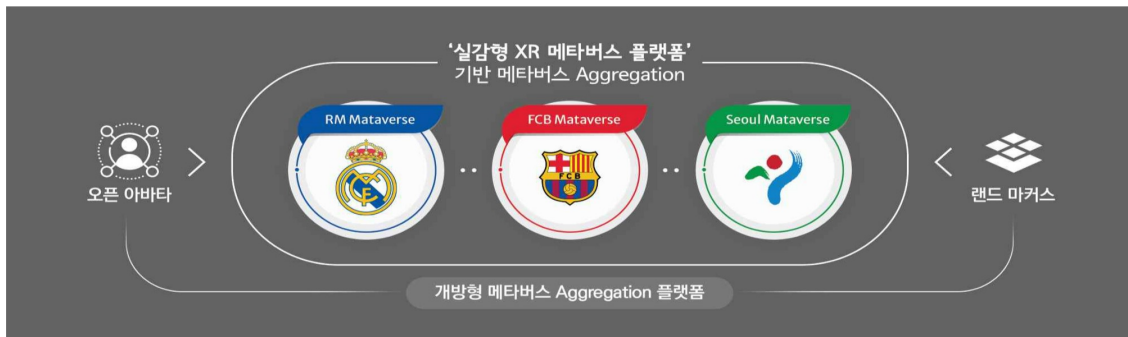 ‘실감형 XR 메타버스 플랫폼’
기반 메타버스 Aggregation
RM Mataverse
FCB Mataverse
Seoul Mataverse
FCB
오픈 아바타
랜드 마커스
개방형 메타버스 Aggregation 플랫폼